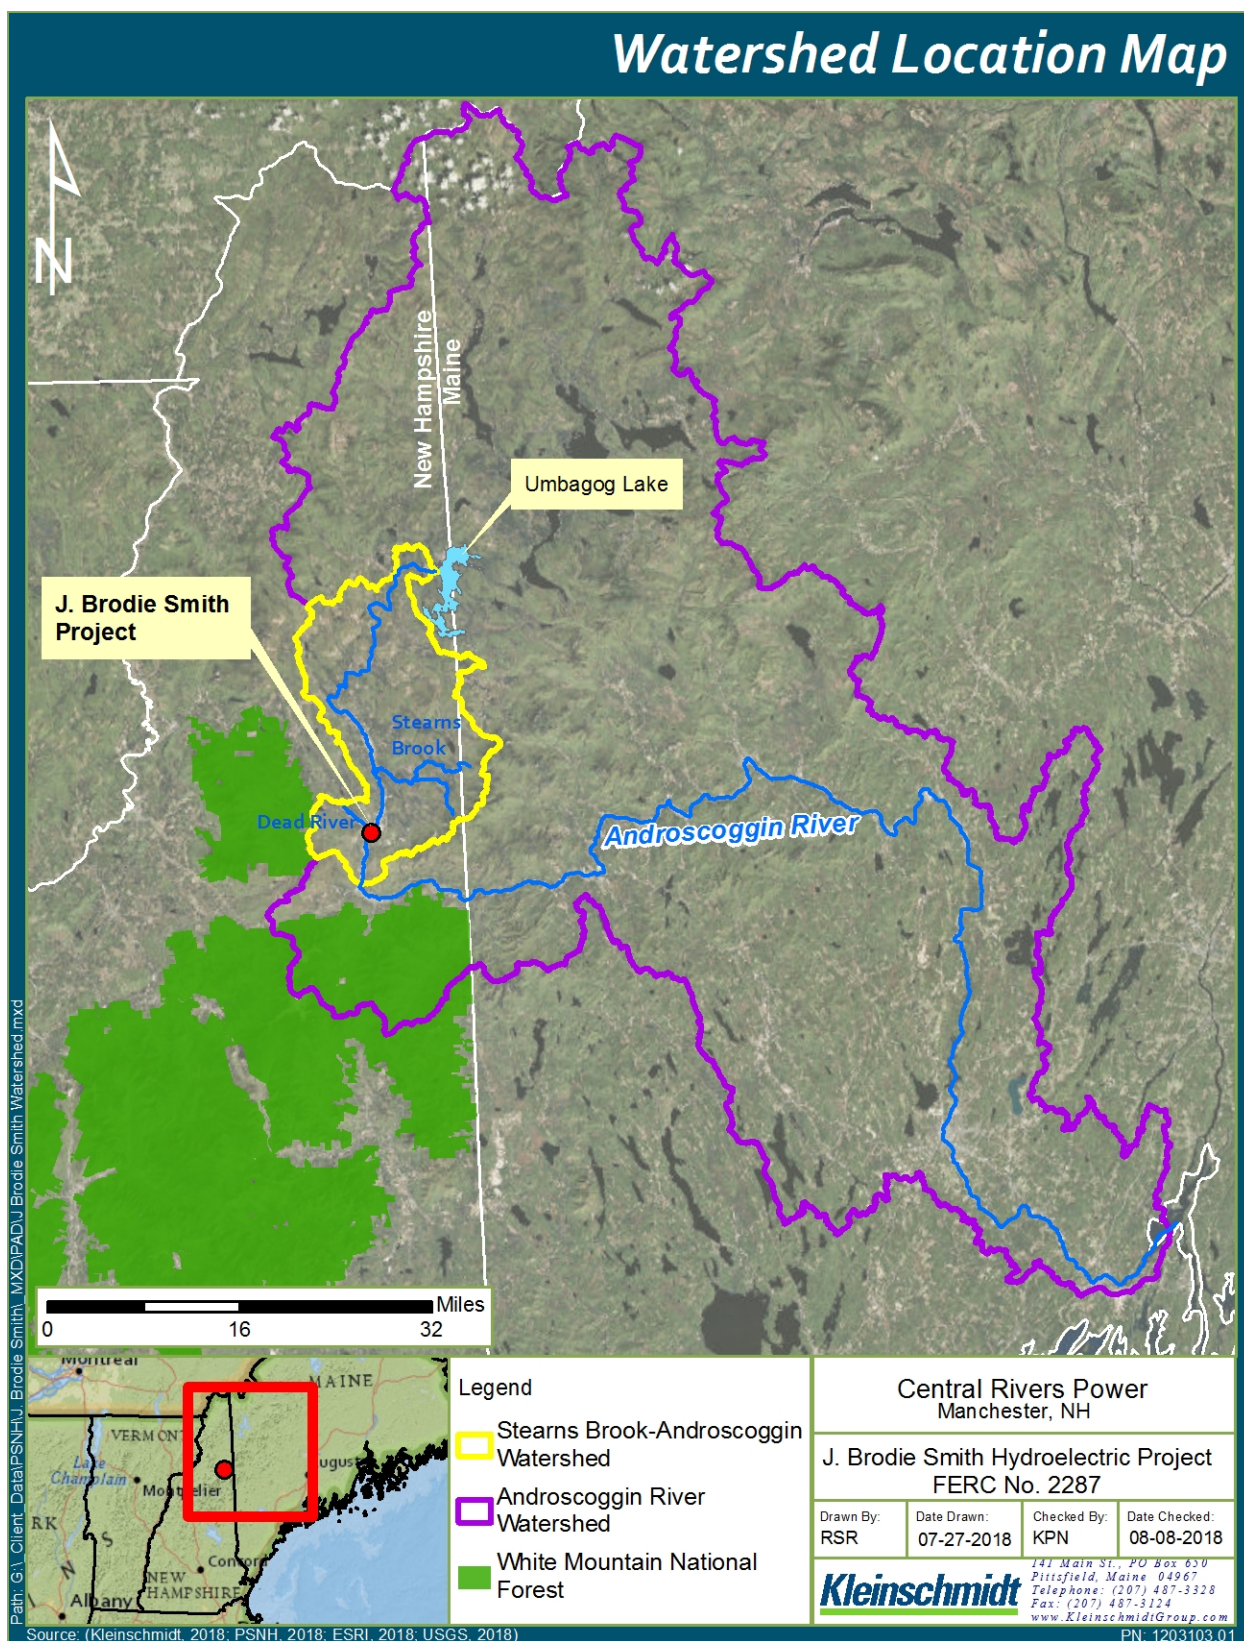 Watershed Location Map
N
New Hampshire
Maine
Umbagog Lake
J. Brodie Smith
Project
Stearns
Brook
Dead River
Androscoggin River
Miles
0 16 32
Path: G:\_Client_Data\PSNH\J. Brodie Smith\_MXD\PAD\J Brodie Smith Watershed.mxd
Montreal
MAINE
VERMONT
Lake
Champlain
Montpelier
August
RK
N
S
Concord
NEW
HAMPSHIRE
Albany
Legend
Stearns Brook-Androscoggin
Watershed
Androscoggin River
Watershed
White Mountain National
Forest
Central Rivers Power
Manchester, NH
J. Brodie Smith Hydroelectric Project
FERC No. 2287
Drawn By:
RSR
Date Drawn:
07-27-2018
Checked By:
KPN
Date Checked:
08-08-2018
Kleinschmidt
141 Main St., PO Box 650
Pittsfield, Maine 04967
Telephone: (207) 487-3328
Fax: (207) 487-3124
www.KleinschmidtGroup.com
Source: (Kleinschmidt, 2018; PSNH, 2018; ESRI, 2018; USGS, 2018)
PN: 1203103.01